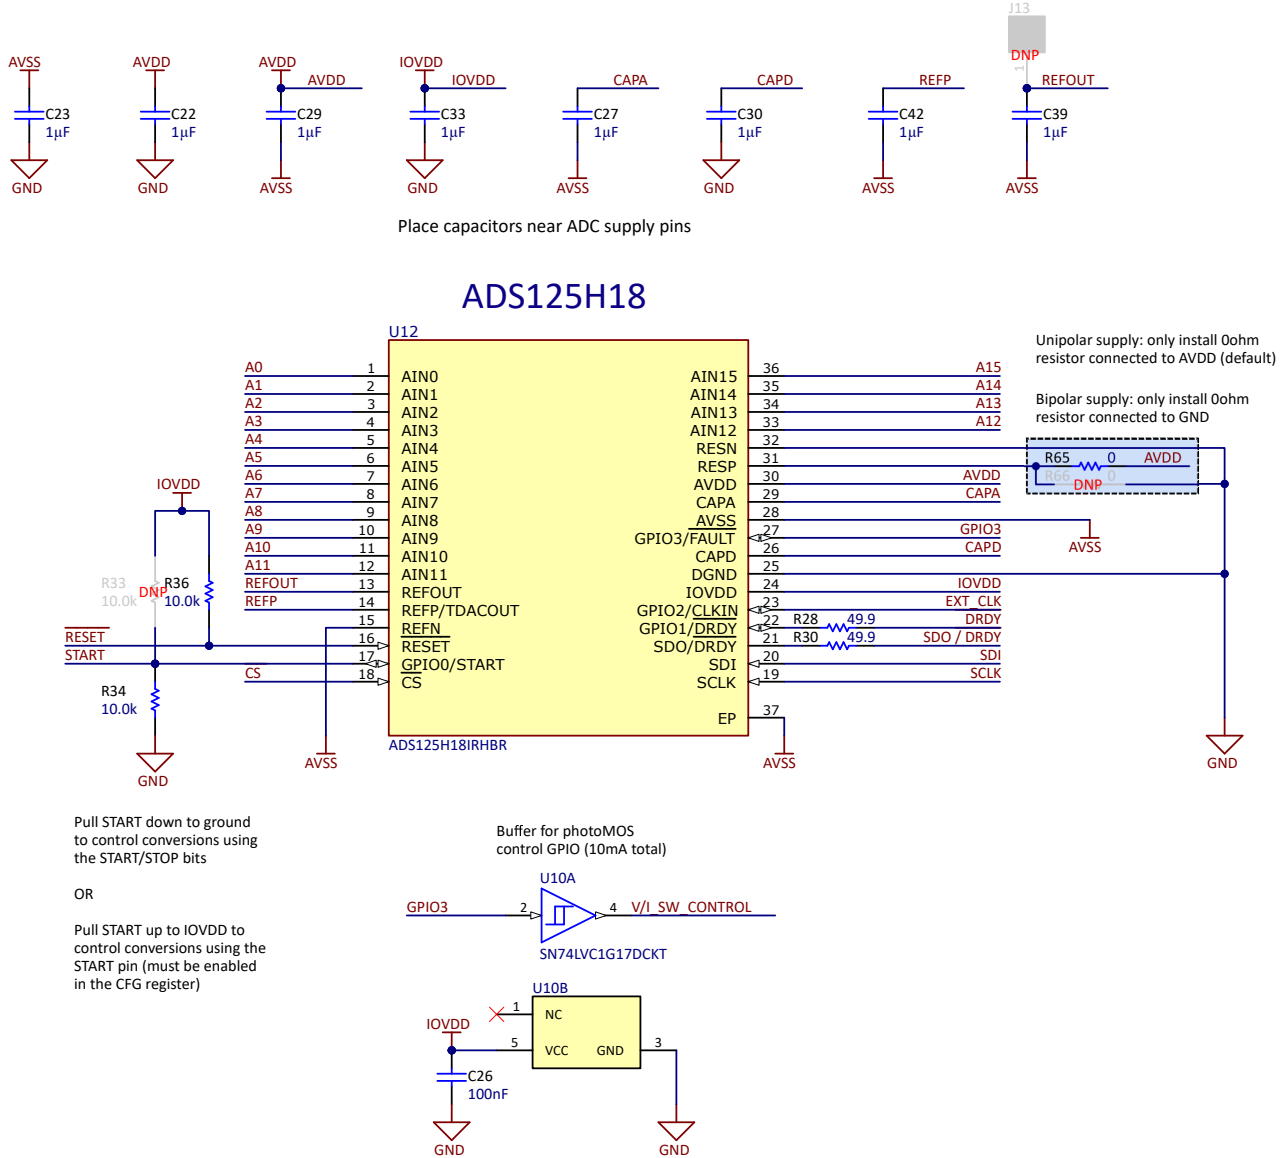 J13
DNP
1
AVSS
AVDD
AVDD
AVDD
IOVDD
IOVDD
CAPA
CAPD
REFP
REFOUT
C23
1µF
C22
1µF
C29
1µF
C33
1µF
C27
1µF
C30
1µF
C42
1µF
C39
1µF
GND
GND
AVSS
GND
AVSS
GND
AVSS
AVSS
Place capacitors near ADC supply pins
ADS125H18
U12
A0 1 AIN0
A1 2 AIN1
A2 3 AIN2
A3 4 AIN3
A4 5 AIN4
A5 6 AIN5
A6 7 AIN6
A7 8 AIN7
A8 9 AIN8
A9 10 AIN9
A10 11 AIN10
A11 12 AIN11
REFOUT 13 REFOUT
REFP 14 REFP/TDACOUT
15 REFN
RESET 16 RESET
START 17 GPIO0/START
CS 18 CS
AIN15 36 A15
AIN14 35 A14
AIN13 34 A13
AIN12 33 A12
RESN 32
RESP 31
AVDD 30 AVDD
CAPA 29 CAPA
AVSS 28
GPIO3/FAULT 27 GPIO3
CAPD 26 CAPD
DGND 25
IOVDD 24 IOVDD
GPIO2/CLKIN 23 EXT_CLK
GPIO1/DRDY 22 R28 49.9 DRDY
SDO/DRDY 21 R30 49.9 SDO / DRDY
SDI 20 SDI
SCLK 19 SCLK
EP 37
ADS125H18IRHBR
AVSS
AVSS
AVSS
GND
Unipolar supply: only install 0ohm
resistor connected to AVDD (default)
Bipolar supply: only install 0ohm
resistor connected to GND
R65 0 AVDD
R66 DNP 0
IOVDD
R33
10.0k
DNP
R36
10.0k
R34
10.0k
GND
Pull START down to ground
to control conversions using
the START/STOP bits
OR
Pull START up to IOVDD to
control conversions using the
START pin (must be enabled
in the CFG register)
Buffer for photoMOS
control GPIO (10mA total)
U10A
GPIO3 2 4 V/I_SW_CONTROL
SN74LVC1G17DCKT
U10B
1 NC
IOVDD
5 VCC GND 3
C26
100nF
GND
GND